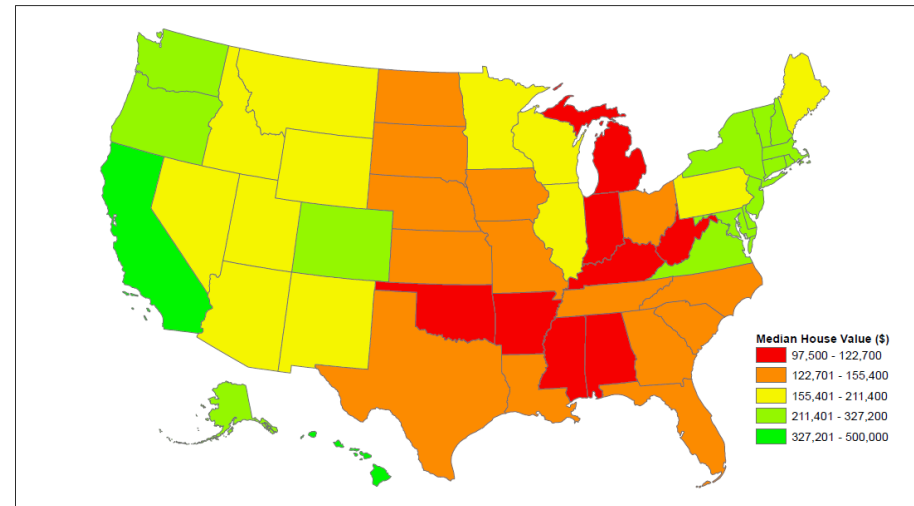 Median House Value ($)
97,500 - 122,700
122,701 - 155,400
155,401 - 211,400
211,401 - 327,200
327,201 - 500,000